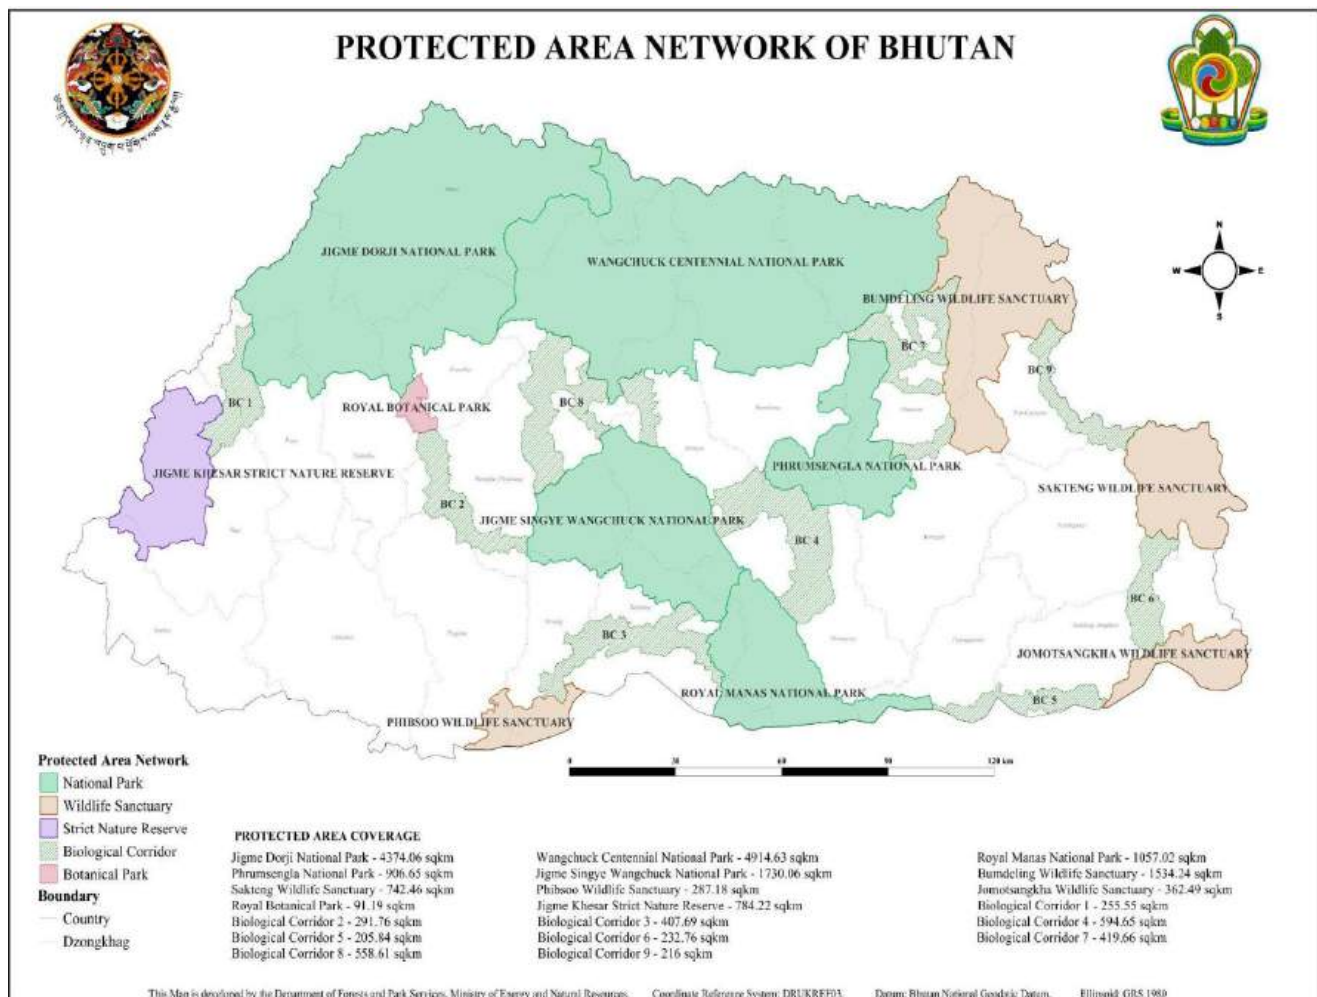 PROTECTED AREA NETWORK OF BHUTAN
N
W
E
S
JIGME DORJI NATIONAL PARK
WANGCHUCK CENTENNIAL NATIONAL PARK
BUMDELING WILDLIFE SANCTUARY
BC 7
BC 9
BC 1
ROYAL BOTANICAL PARK
BC 8
JIGME KHESAR STRICT NATURE RESERVE
PHRUMSENGLA NATIONAL PARK
SAKTENG WILDLIFE SANCTUARY
BC 2
JIGME SINGYE WANGCHUCK NATIONAL PARK
BC 4
BC 6
BC 3
JOMOTSANGKHA WILDLIFE SANCTUARY
ROYAL MANAS NATIONAL PARK
BC 5
PHIBSOO WILDLIFE SANCTUARY
0 30 60 90 120 km
Protected Area Network
National Park
Wildlife Sanctuary
Strict Nature Reserve
Biological Corridor
Botanical Park
Boundary
Country
Dzongkhag
PROTECTED AREA COVERAGE
Jigme Dorji National Park - 4374.06 sqkm
Phrumsengla National Park - 906.65 sqkm
Sakteng Wildlife Sanctuary - 742.46 sqkm
Royal Botanical Park - 91.19 sqkm
Biological Corridor 2 - 291.76 sqkm
Biological Corridor 5 - 205.84 sqkm
Biological Corridor 8 - 558.61 sqkm
Wangchuck Centennial National Park - 4914.63 sqkm
Jigme Singye Wangchuck National Park - 1730.06 sqkm
Phibsoo Wildlife Sanctuary - 287.18 sqkm
Jigme Khesar Strict Nature Reserve - 784.22 sqkm
Biological Corridor 3 - 407.69 sqkm
Biological Corridor 6 - 232.76 sqkm
Biological Corridor 9 - 216 sqkm
Royal Manas National Park - 1057.02 sqkm
Bumdeling Wildlife Sanctuary - 1534.24 sqkm
Jomotsangkha Wildlife Sanctuary - 362.49 sqkm
Biological Corridor 1 - 255.55 sqkm
Biological Corridor 4 - 594.65 sqkm
Biological Corridor 7 - 419.66 sqkm
This Map is developed by the Department of Forests and Park Services, Ministry of Energy and Natural Resources. Coordinate Reference System: DRUKREF03, Datum: Bhutan National Geodetic Datum, Ellipsoid: GRS 1980